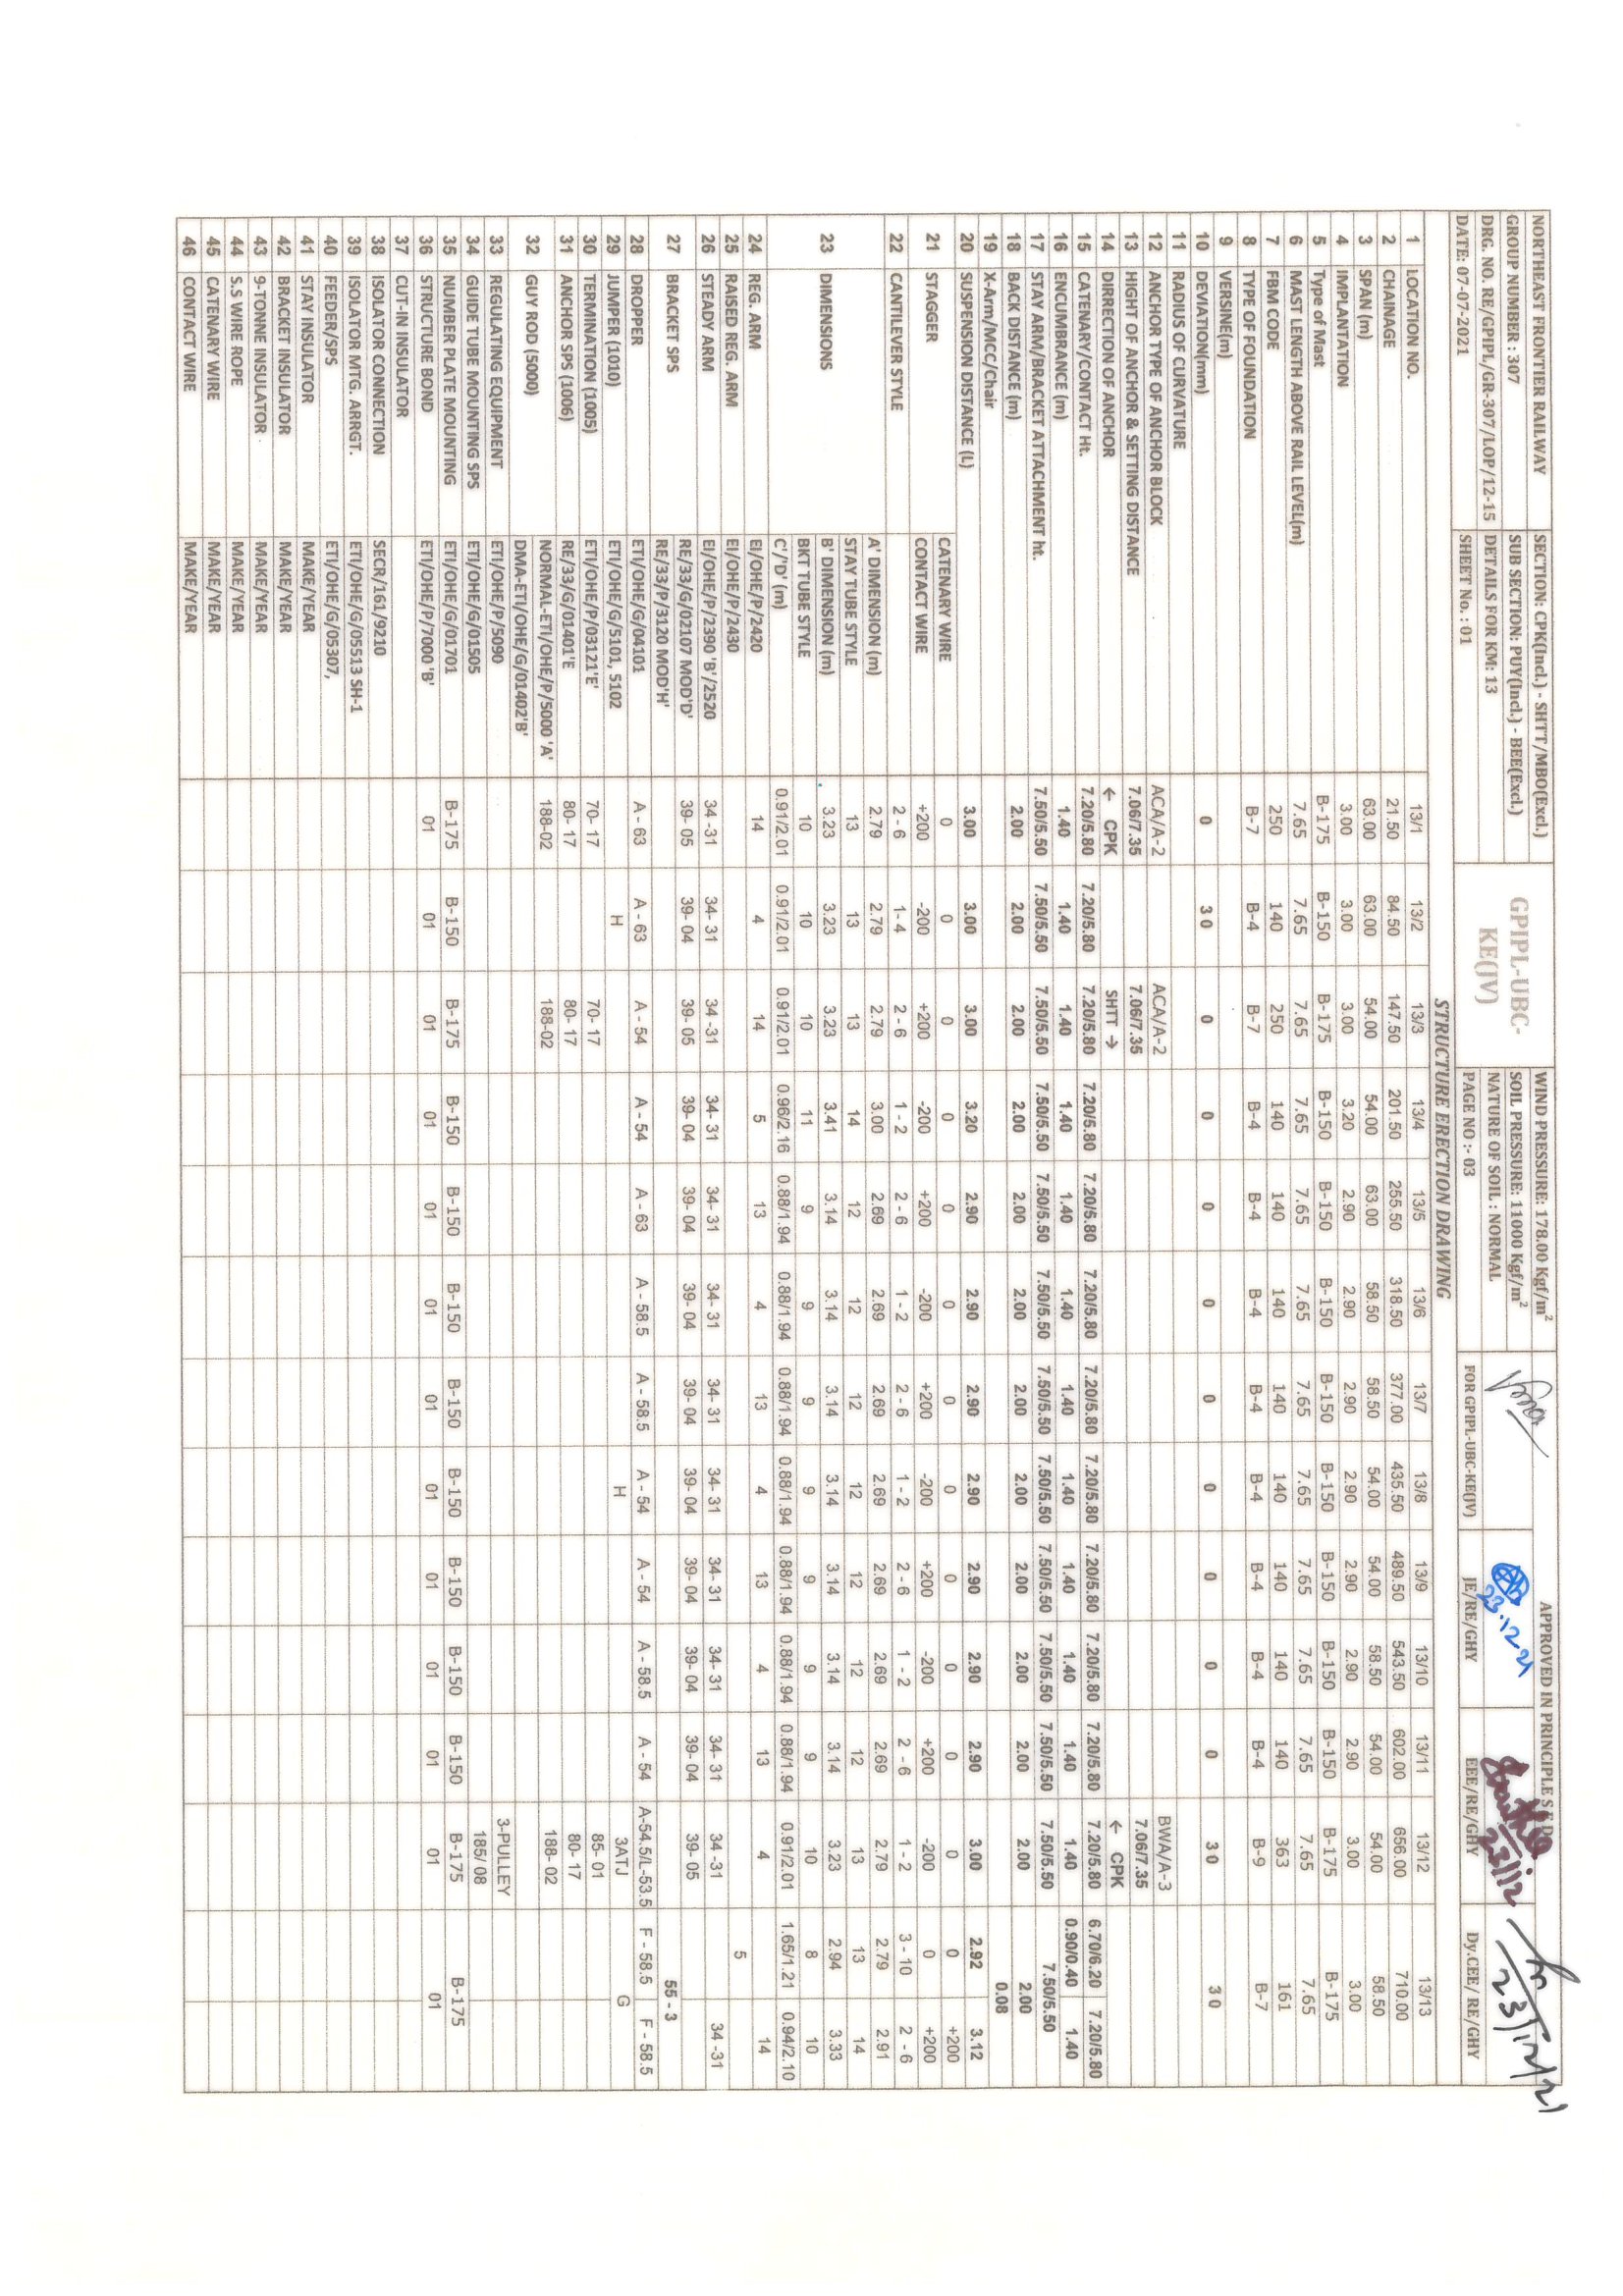 NORTHEAST FRONTIER RAILWAY SECTION: CPK(Incl.) - SHTT/MBO(Excl.) GPIPL-UBC-KE(JV) WIND PRESSURE: 178.00 Kgf/m² APPROVED IN PRINCIPLE S E D
GROUP NUMBER : 307 SUB SECTION: PUY(Incl.) - BEE(Excl.) SOIL PRESSURE: 11000 Kgf/m²
DRG. NO. RE/GPIPL/GR-307/LOP/12-15 DETAILS FOR KM: 13 NATURE OF SOIL : NORMAL 23.12.21 23/12 23/12/21
DATE: 07-07-2021 SHEET No. : 01 PAGE NO :- 03 FOR GPIPL-UBC-KE(JV) JE/RE/GHY EEE/RE/GHY Dy.CEE/ RE/GHY
STRUCTURE ERECTION DRAWING
1 LOCATION NO. 13/1 13/2 13/3 13/4 13/5 13/6 13/7 13/8 13/9 13/10 13/11 13/12 13/13
2 CHAINAGE 21.50 84.50 147.50 201.50 255.50 318.50 377.00 435.50 489.50 543.50 602.00 656.00 710.00
3 SPAN (m) 63.00 63.00 54.00 54.00 63.00 58.50 58.50 54.00 54.00 58.50 54.00 54.00 58.50
4 IMPLANTATION 3.00 3.00 3.00 3.20 2.90 2.90 2.90 2.90 2.90 2.90 2.90 3.00 3.00
5 Type of Mast B-175 B-150 B-175 B-150 B-150 B-150 B-150 B-150 B-150 B-150 B-150 B-175 B-175
6 MAST LENGTH ABOVE RAIL LEVEL(m) 7.65 7.65 7.65 7.65 7.65 7.65 7.65 7.65 7.65 7.65 7.65 7.65 7.65
7 FBM CODE 250 140 250 140 140 140 140 140 140 140 140 363 161
8 TYPE OF FOUNDATION B-7 B-4 B-7 B-4 B-4 B-4 B-4 B-4 B-4 B-4 B-4 B-9 B-7
9 VERSINE(m)
10 DEVIATION(mm) 0 30 0 0 0 0 0 0 0 0 0 30 30
11 RADIUS OF CURVATURE
12 ANCHOR TYPE OF ANCHOR BLOCK ACA/A-2 ACA/A-2 BWA/A-3
13 HIGHT OF ANCHOR & SETTING DISTANCE 7.06/7.35 7.06/7.35 7.06/7.35
14 DIRRECTION OF ANCHOR ← CPK SHTT → ← CPK
15 CATENARY/CONTACT Ht. 7.20/5.80 7.20/5.80 7.20/5.80 7.20/5.80 7.20/5.80 7.20/5.80 7.20/5.80 7.20/5.80 7.20/5.80 7.20/5.80 7.20/5.80 7.20/5.80 6.70/6.20 7.20/5.80
16 ENCUMBRANCE (m) 1.40 1.40 1.40 1.40 1.40 1.40 1.40 1.40 1.40 1.40 1.40 1.40 0.90/0.40 1.40
17 STAY ARM/BRACKET ATTACHMENT ht. 7.50/5.50 7.50/5.50 7.50/5.50 7.50/5.50 7.50/5.50 7.50/5.50 7.50/5.50 7.50/5.50 7.50/5.50 7.50/5.50 7.50/5.50 7.50/5.50 7.50/5.50
18 BACK DISTANCE (m) 2.00 2.00 2.00 2.00 2.00 2.00 2.00 2.00 2.00 2.00 2.00 2.00 2.00
19 X-Arm/MCC/Chair 0.08
20 SUSPENSION DISTANCE (L) 3.00 3.00 3.00 3.20 2.90 2.90 2.90 2.90 2.90 2.90 2.90 3.00 2.92 3.12
21 STAGGER CATENARY WIRE 0 0 0 0 0 0 0 0 0 0 0 0 0 +200
CONTACT WIRE +200 -200 +200 -200 +200 -200 +200 -200 +200 -200 +200 -200 0 +200
22 CANTILEVER STYLE 2 - 6 1- 4 2 - 6 1 - 2 2 - 6 1 - 2 2 - 6 1 - 2 2 - 6 1 - 2 2 - 6 1 - 2 3 - 10 2 - 6
23 DIMENSIONS A' DIMENSION (m) 2.79 2.79 2.79 3.00 2.69 2.69 2.69 2.69 2.69 2.69 2.69 2.79 2.79 2.91
STAY TUBE STYLE 13 13 13 14 12 12 12 12 12 12 12 13 13 14
B' DIMENSION (m) 3.23 3.23 3.23 3.41 3.14 3.14 3.14 3.14 3.14 3.14 3.14 3.23 2.94 3.33
BKT TUBE STYLE 10 10 10 11 9 9 9 9 9 9 9 10 8 10
C'/'D' (m) 0.91/2.01 0.91/2.01 0.91/2.01 0.96/2.16 0.88/1.94 0.88/1.94 0.88/1.94 0.88/1.94 0.88/1.94 0.88/1.94 0.88/1.94 0.91/2.01 1.65/1.21 0.94/2.10
24 REG. ARM EI/OHE/P/2420 14 4 14 5 13 4 13 4 13 4 13 4 14
25 RAISED REG. ARM EI/OHE/P/2430 5
26 STEADY ARM EI/OHE/P/2390 'B'/2520 34 -31 34- 31 34 -31 34- 31 34- 31 34- 31 34- 31 34- 31 34- 31 34- 31 34- 31 34 -31 34 -31
27 BRACKET SPS RE/33/G/02107 MOD'D' 39- 05 39- 04 39- 05 39- 04 39- 04 39- 04 39- 04 39- 04 39- 04 39- 04 39- 04 39- 05
RE/33/P/3120 MOD'H' 55 - 3
28 DROPPER ETI/OHE/G/04101 A - 63 A - 63 A - 54 A - 54 A - 63 A - 58.5 A - 58.5 A - 54 A - 54 A - 58.5 A - 54 A-54.5/L-53.5 F - 58.5 F - 58.5
29 JUMPER (1010) ETI/OHE/G/5101, 5102 H H 3ATJ G
30 TERMINATION (1005) ETI/OHE/P/03121'E' 70- 17 70- 17 85- 01
31 ANCHOR SPS (1006) RE/33/G/01401'E 80- 17 80- 17 80- 17
32 GUY ROD (5000) NORMAL-ETI/OHE/P/5000 'A' 188-02 188-02 188- 02
DMA-ETI/OHE/G/01402'B'
33 REGULATING EQUIPMENT ETI/OHE/P/5090 3-PULLEY
34 GUIDE TUBE MOUNTING SPS ETI/OHE/G/01505 185/ 08
35 NUMBER PLATE MOUNTING ETI/OHE/G/01701 B-175 B-150 B-175 B-150 B-150 B-150 B-150 B-150 B-150 B-150 B-150 B-175 B-175
36 STRUCTURE BOND ETI/OHE/P/7000 'B' 01 01 01 01 01 01 01 01 01 01 01 01 01
37 CUT-IN INSULATOR
38 ISOLATOR CONNECTION SECR/161/9210
39 ISOLATOR MTG. ARRGT. ETI/OHE/G/05513 SH-1
40 FEEDER/SPS ETI/OHE/G/05307,
41 STAY INSULATOR MAKE/YEAR
42 BRACKET INSULATOR MAKE/YEAR
43 9-TONNE INSULATOR MAKE/YEAR
44 S.S WIRE ROPE MAKE/YEAR
45 CATENARY WIRE MAKE/YEAR
46 CONTACT WIRE MAKE/YEAR